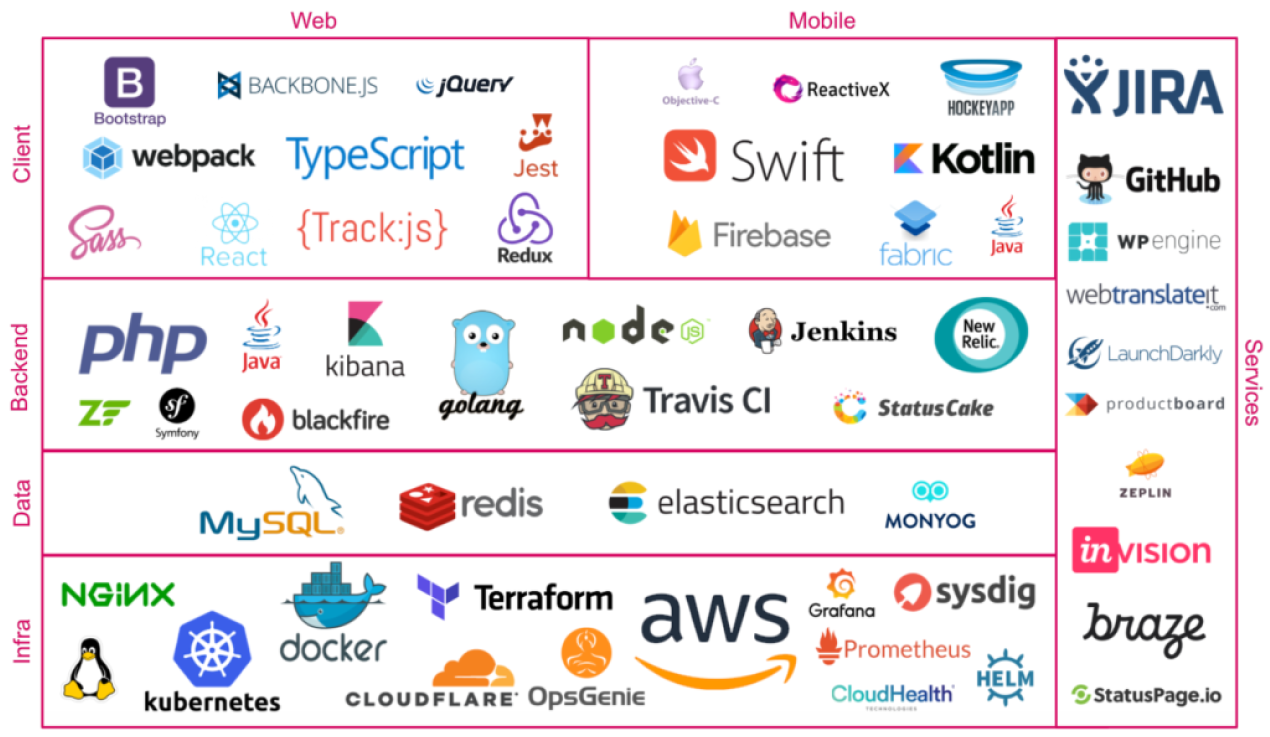 Web
Mobile
Client
B
Bootstrap
BACKBONE.JS
jQuery
webpack
TypeScript
Jest
Sass
React
{Track:js}
Redux
Objective-C
ReactiveX
HOCKEYAPP
Swift
Kotlin
Firebase
fabric
Java
Backend
php
Java
kibana
golang
node
JS
Jenkins
New
Relic.
ZF
sf
Symfony
blackfire
T
Travis CI
StatusCake
Data
MySQL®
redis
elasticsearch
MONYOG
Infra
NGiNX
kubernetes
docker
Terraform
CLOUDFLARE
OpsGenie
aws
Grafana
sysdig
Prometheus
CloudHealth
TECHNOLOGIES
HELM
Services
JIRA
GitHub
WP engine
webtranslateit
.com
LaunchDarkly
productboard
ZEPLIN
invision
braze
StatusPage.io